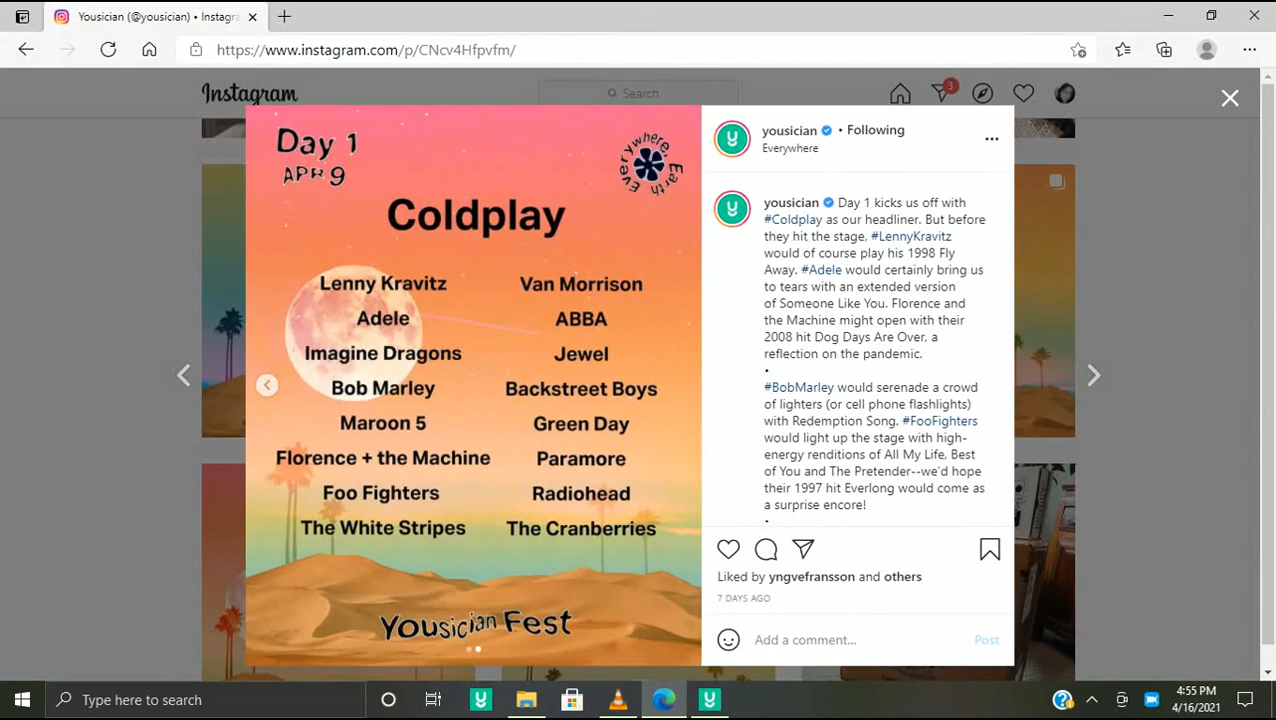 Yousician (@yousician) • Instagra
https://www.instagram.com/p/CNcv4Hfpvfm/
Instagram
Search
3
Day 1
APR 9
Everywhere, Earth
Coldplay
Lenny Kravitz
Van Morrison
Adele
ABBA
Imagine Dragons
Jewel
Bob Marley
Backstreet Boys
Maroon 5
Green Day
Florence + the Machine
Paramore
Foo Fighters
Radiohead
The White Stripes
The Cranberries
Yousician Fest
yousician • Following
•••
Everywhere
yousician Day 1 kicks us off with
#Coldplay as our headliner. But before
they hit the stage, #LennyKravitz
would of course play his 1998 Fly
Away. #Adele would certainly bring us
to tears with an extended version
of Someone Like You. Florence and
the Machine might open with their
2008 hit Dog Days Are Over, a
reflection on the pandemic.
•
#BobMarley would serenade a crowd
of lighters (or cell phone flashlights)
with Redemption Song. #FooFighters
would light up the stage with high-
energy renditions of All My Life, Best
of You and The Pretender--we'd hope
their 1997 hit Everlong would come as
a surprise encore!
•
Liked by yngvefransson and others
7 DAYS AGO
Add a comment...
Post
Type here to search
4:55 PM
4/16/2021